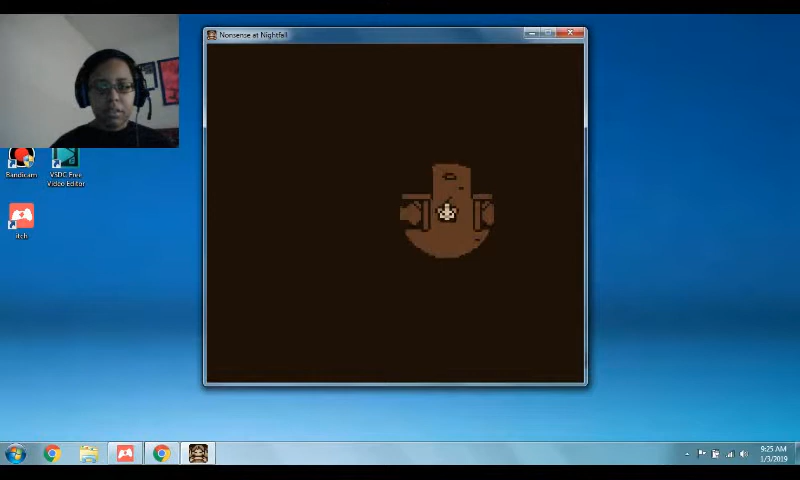 Nonsense at Nightfall
Bandicam
VSDC Free
Video Editor
itch
9:25 AM
1/3/2019